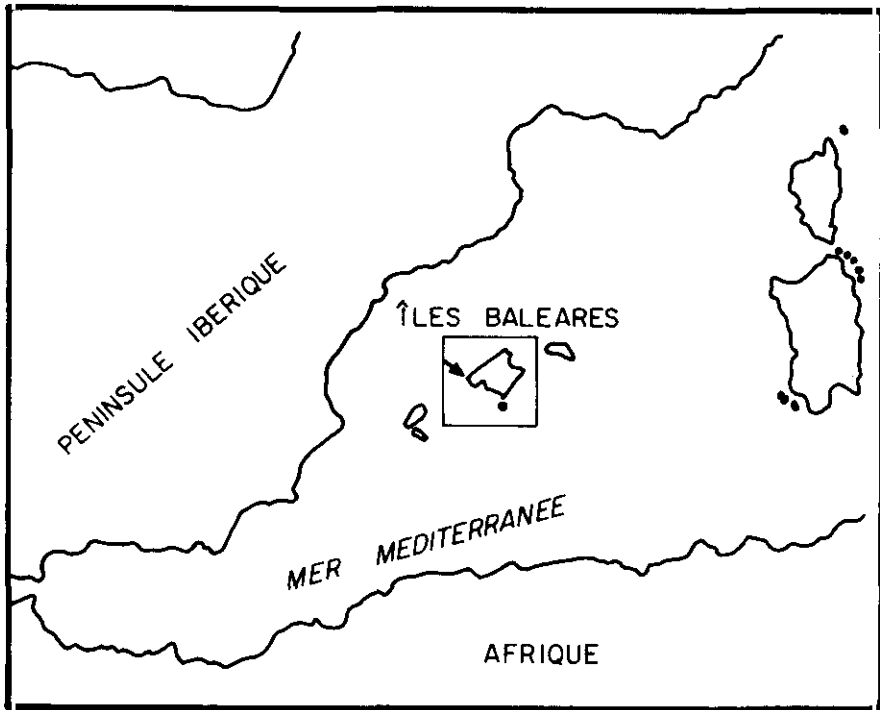 PENINSULE IBERIQUE
ÎLES BALEARES
MER MEDITERRANEE
AFRIQUE